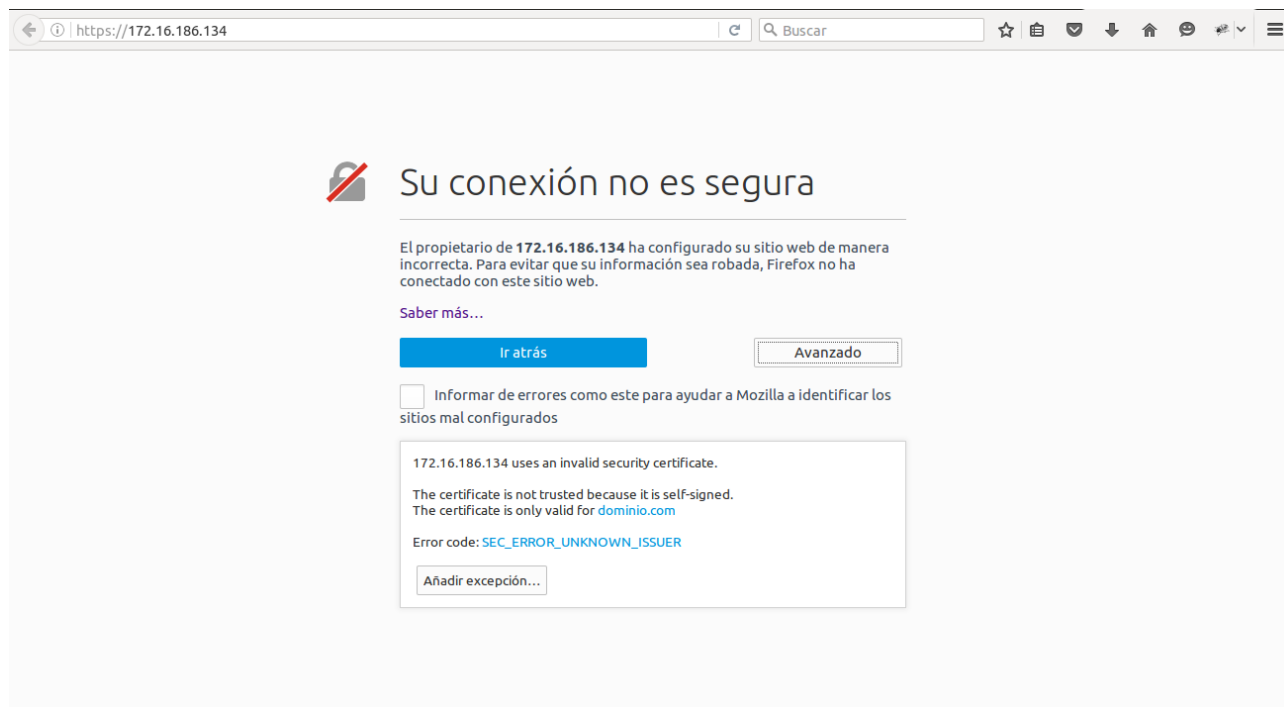 https://172.16.186.134
Buscar
Su conexión no es segura
El propietario de 172.16.186.134 ha configurado su sitio web de manera
incorrecta. Para evitar que su información sea robada, Firefox no ha
conectado con este sitio web.
Saber más…
Ir atrás
Avanzado
Informar de errores como este para ayudar a Mozilla a identificar los
sitios mal configurados
172.16.186.134 uses an invalid security certificate.
The certificate is not trusted because it is self-signed.
The certificate is only valid for dominio.com
Error code: SEC_ERROR_UNKNOWN_ISSUER
Añadir excepción…